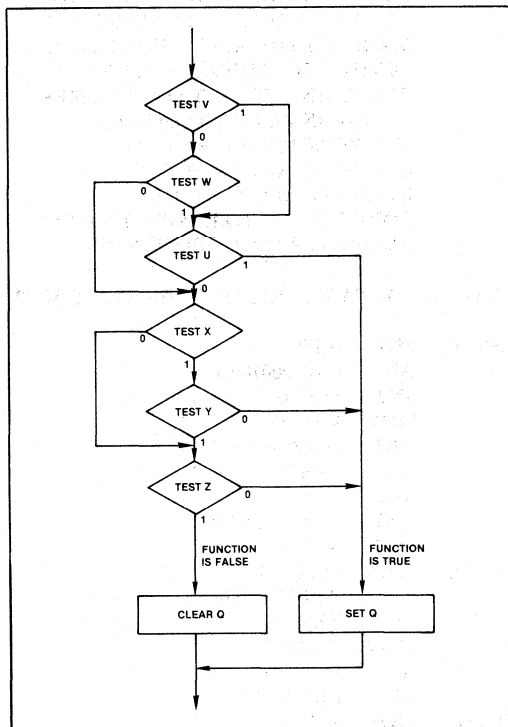 TEST V
1
0
TEST W
0
1
TEST U
1
0
TEST X
0
1
TEST Y
0
1
TEST Z
0
1
FUNCTION
IS FALSE
FUNCTION
IS TRUE
CLEAR Q
SET Q